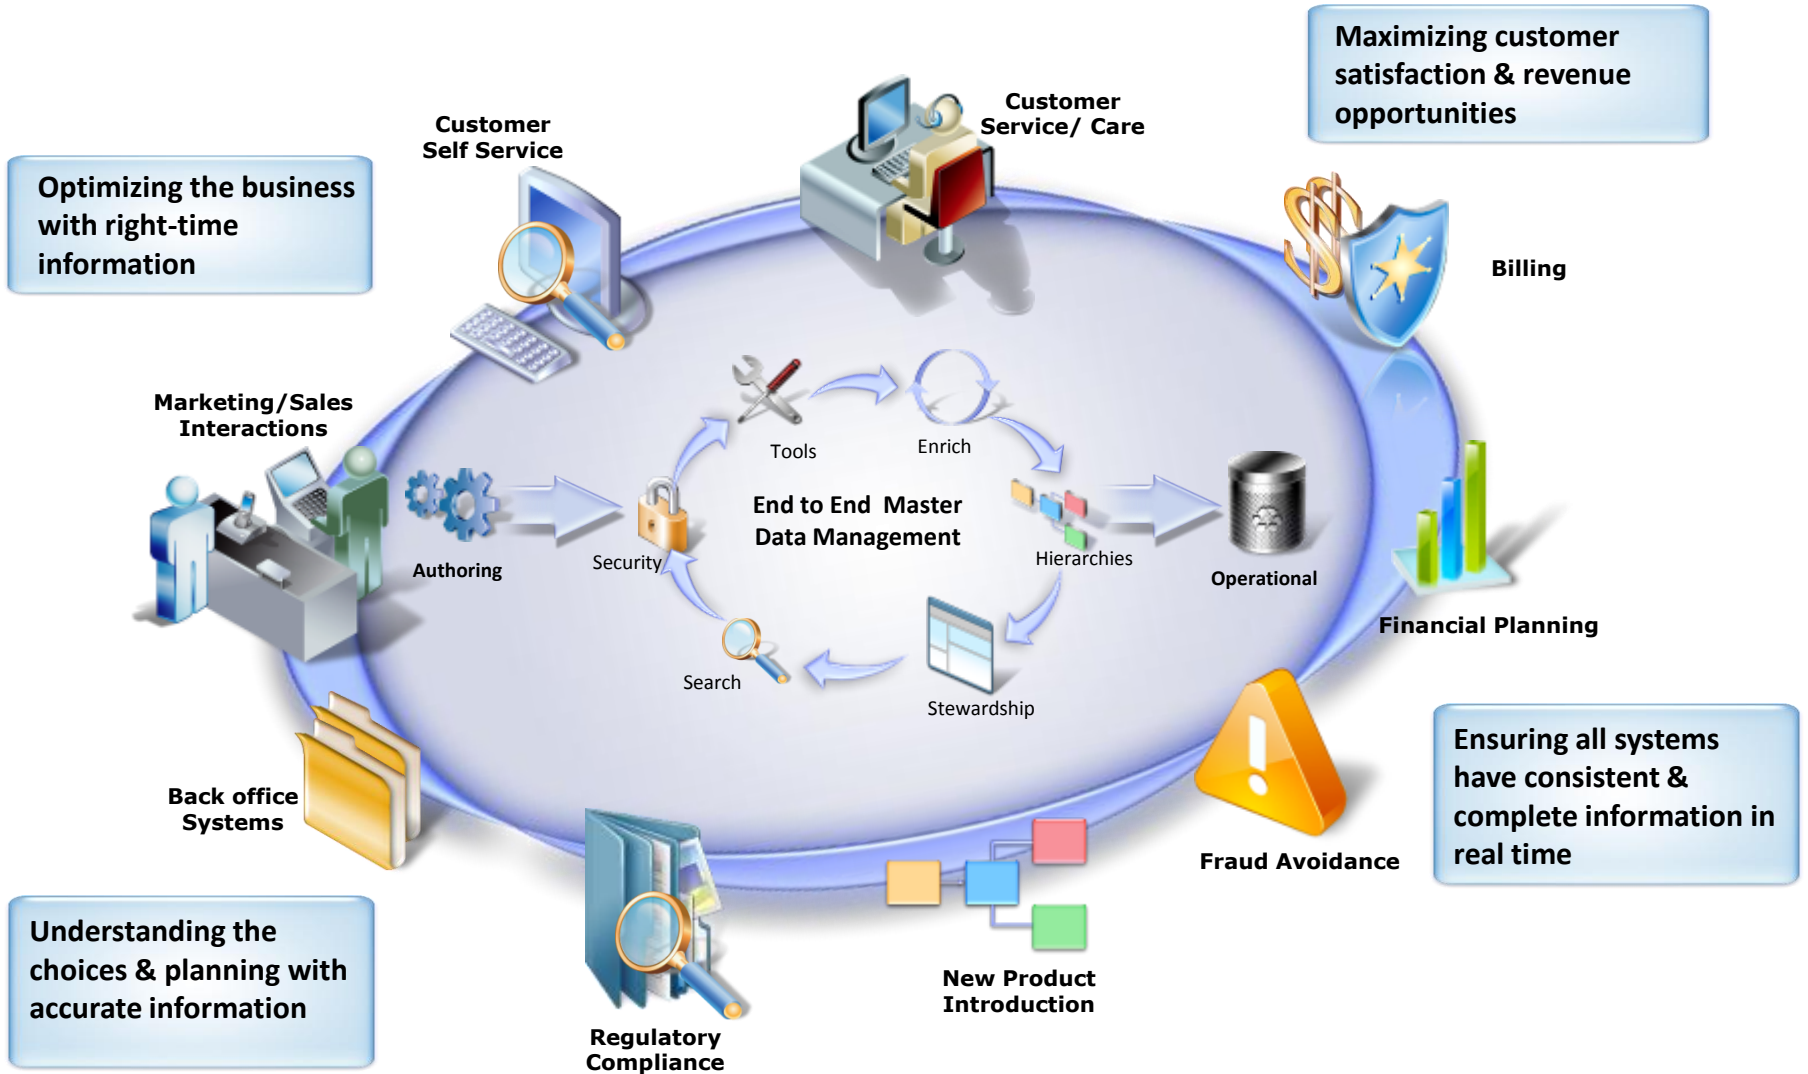 Maximizing customer
satisfaction & revenue
opportunities
Customer
Service/ Care
Customer
Self Service
Optimizing the business
with right-time
information
Billing
Marketing/Sales
Interactions
Tools
Enrich
End to End  Master
Data Management
Security
Hierarchies
Authoring
Operational
Financial Planning
Search
Stewardship
Ensuring all systems
have consistent &
complete information in
real time
Back office
Systems
Fraud Avoidance
Understanding the
choices & planning with
accurate information
New Product
Introduction
Regulatory
Compliance